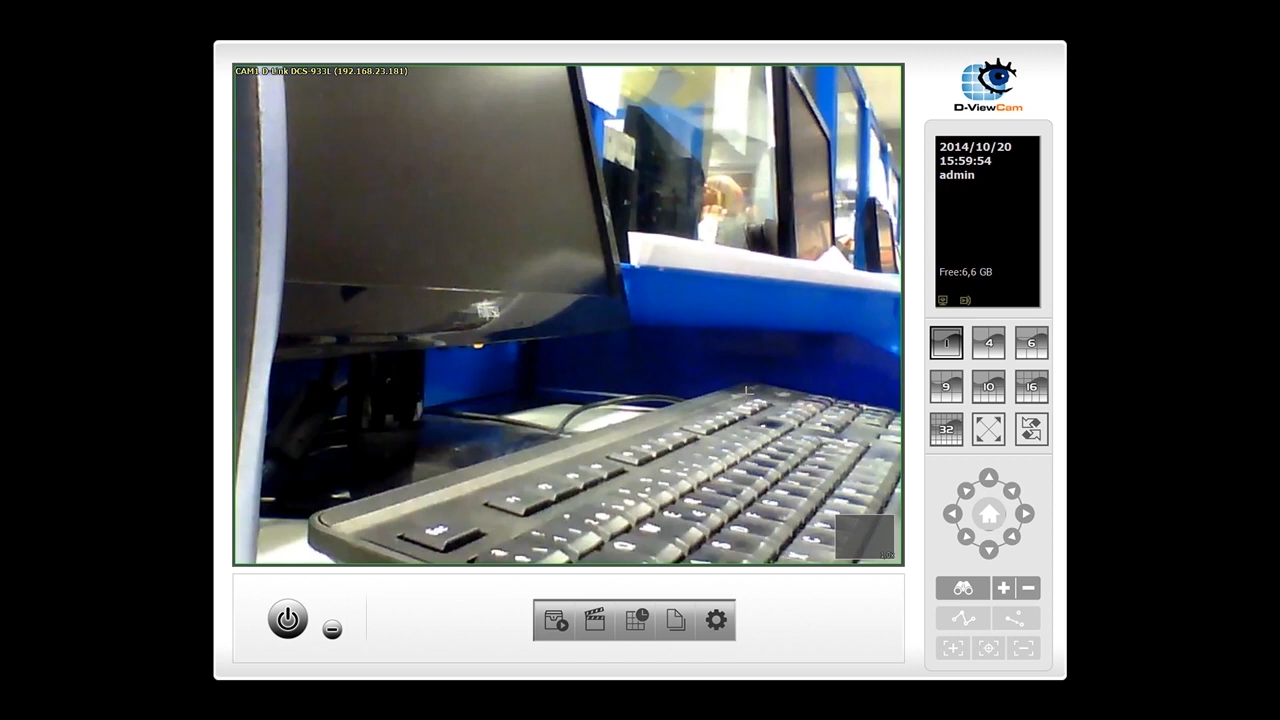 CAM1 D-Link DCS-933L (192.168.23.181)
D-ViewCam
2014/10/20
15:59:54
admin
Free:6,6 GB
1 4 6
9 10 16
32